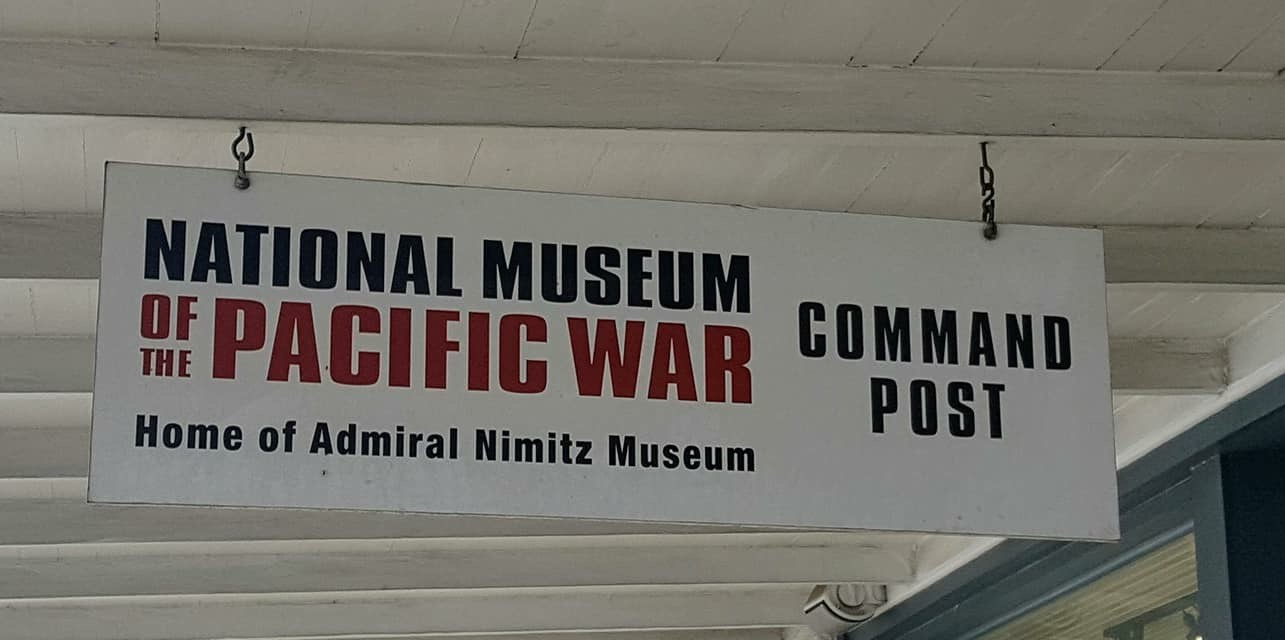 NATIONAL MUSEUM
OF THE PACIFIC WAR
Home of Admiral Nimitz Museum
COMMAND
POST